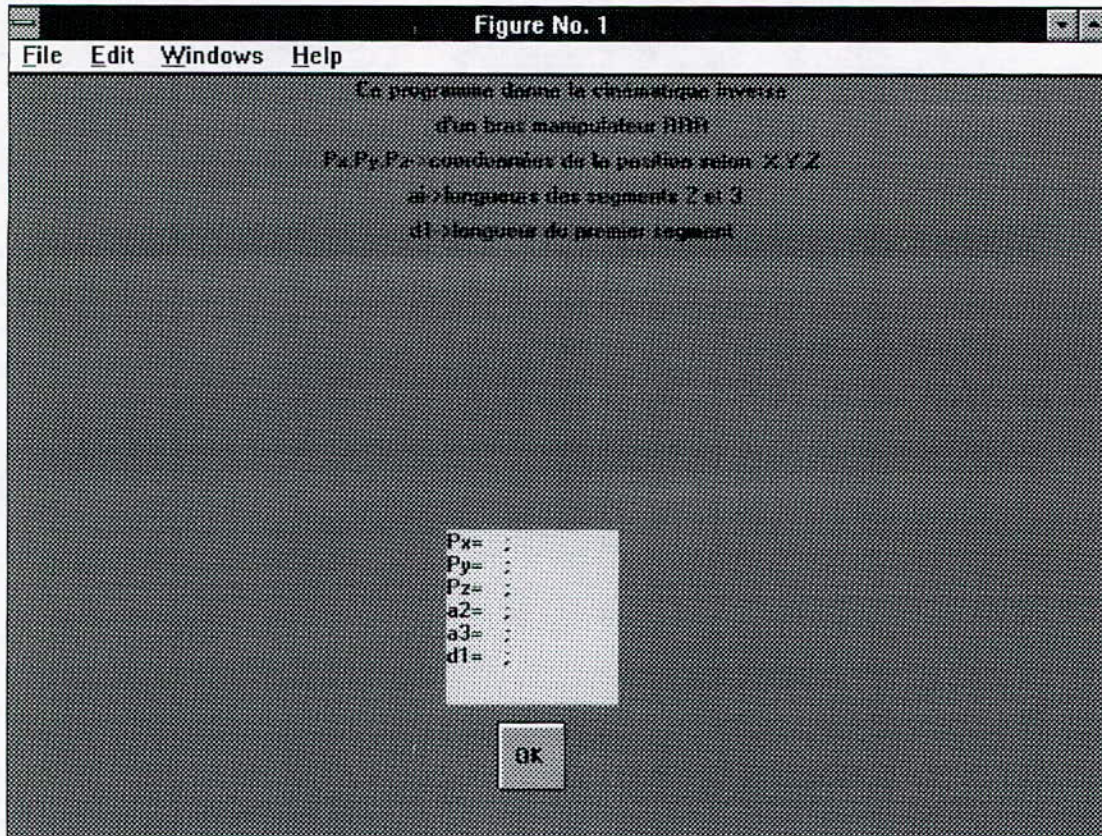 Figure No. 1
File Edit Windows Help
Ce programme donne la cinematique inverse
d'un bras manipulateur RRR
Px,Py,Pz->coordonnées de la position selon X,Y,Z
ai->longueurs des segments 2 et 3
d1->longueur du premier segment
Px= ;
Py= ;
Pz= ;
a2= ;
a3= ;
d1= ;
OK